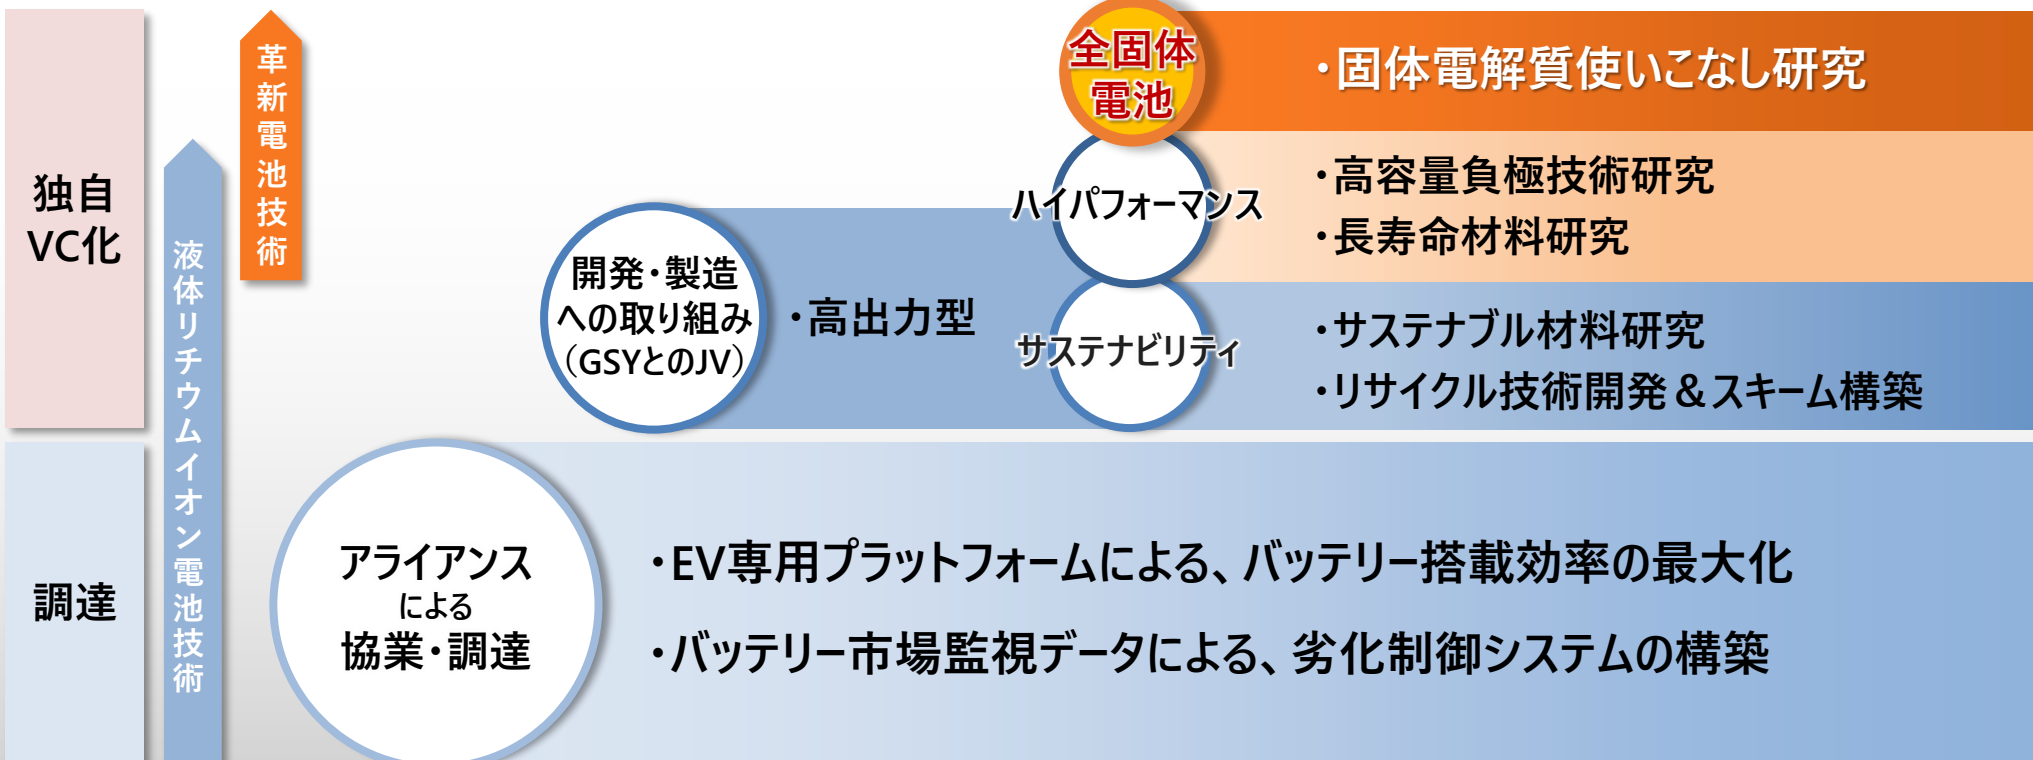 独自
VC化
調達
液体リチウムイオン電池技術
革新電池技術
全固体
電池
・固体電解質使いこなし研究
ハイパフォーマンス
・高容量負極技術研究
・長寿命材料研究
開発・製造
への取り組み
（GSYとのJV）
・高出力型
サステナビリティ
・サステナブル材料研究
・リサイクル技術開発＆スキーム構築
アライアンス
による
協業・調達
・EV専用プラットフォームによる、バッテリー搭載効率の最大化
・バッテリー市場監視データによる、劣化制御システムの構築